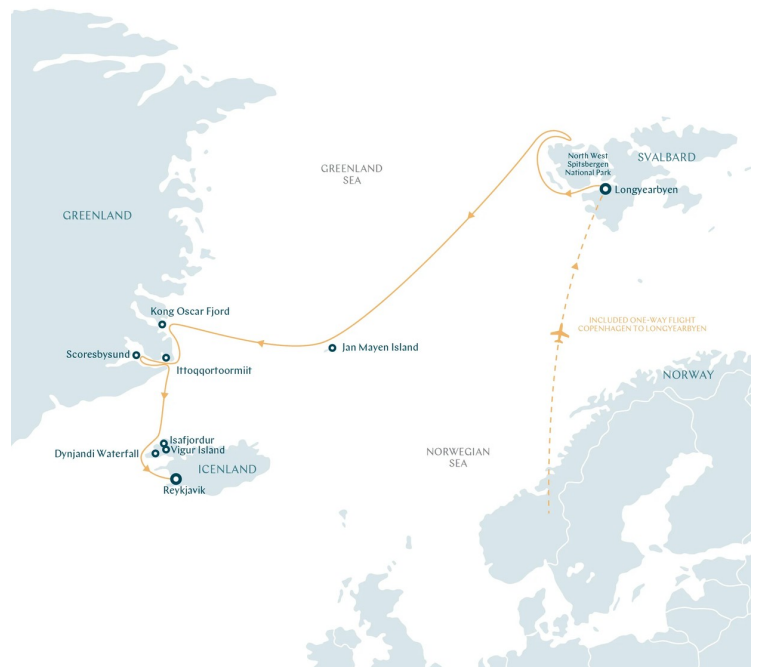 North West
Spitsbergen
National Park
SVALBARD
GREENLAND
SEA
Longyearbyen
GREENLAND
Kong Oscar Fjord
INCLUDED ONE-WAY FLIGHT
COPENHAGEN TO LONGYEARBYEN
Jan Mayen Island
Scoresbysund
Ittoqqortoormiit
NORWAY
Isafjordur
Vigur Island
Dynjandi Waterfall
NORWEGIAN
SEA
ICENLAND
Reykjavik